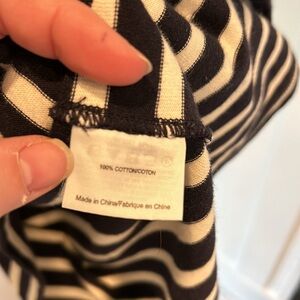 100% COTTON/COTON
Made in China/Fabriqué en Chine